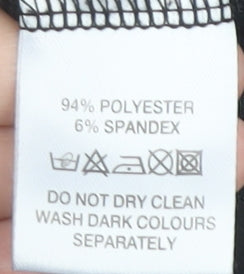 94% POLYESTER
6% SPANDEX
DO NOT DRY CLEAN
WASH DARK COLOURS
SEPARATELY